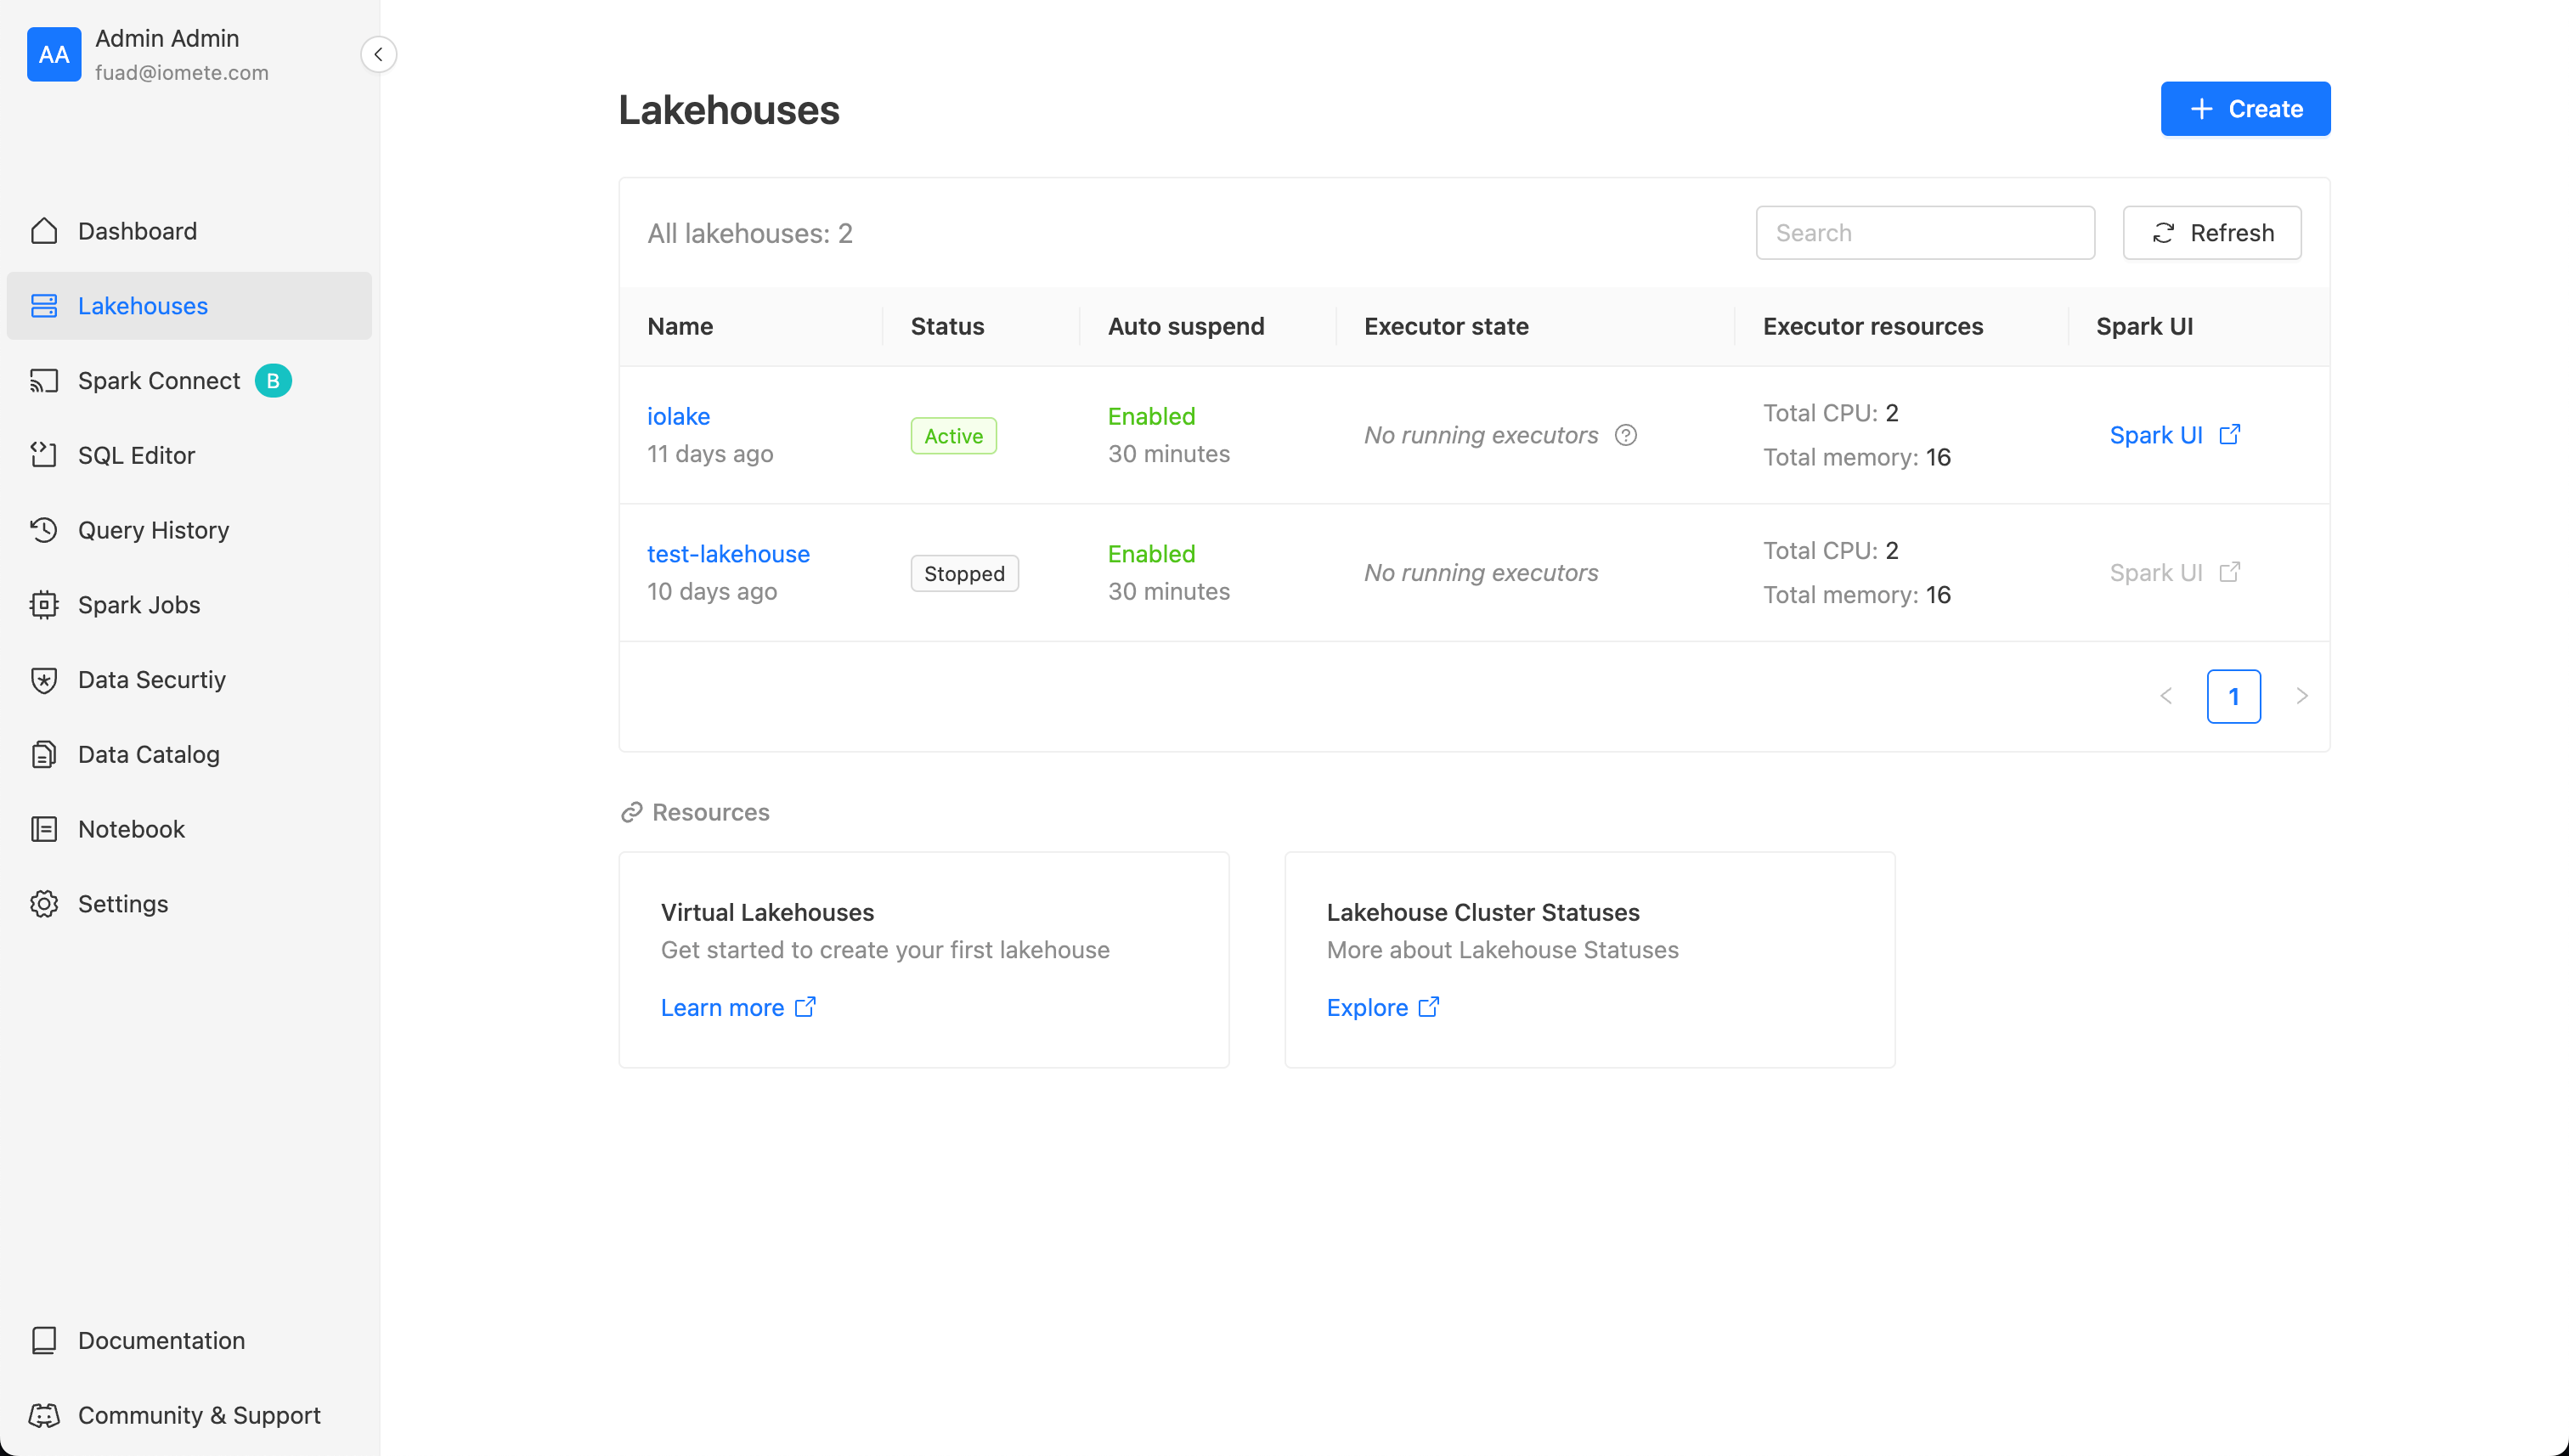 AA
Admin Admin
fuad@iomete.com
Dashboard
Lakehouses
Spark Connect B
SQL Editor
Query History
Spark Jobs
Data Securtiy
Data Catalog
Notebook
Settings
Documentation
Community & Support
Lakehouses
Create
All lakehouses: 2
Search
Refresh
Name Status Auto suspend Executor state Executor resources Spark UI
iolake
11 days ago
Active
Enabled
30 minutes
No running executors
Total CPU: 2
Total memory: 16
Spark UI
test-lakehouse
10 days ago
Stopped
Enabled
30 minutes
No running executors
Total CPU: 2
Total memory: 16
Spark UI
1
Resources
Virtual Lakehouses
Get started to create your first lakehouse
Learn more
Lakehouse Cluster Statuses
More about Lakehouse Statuses
Explore